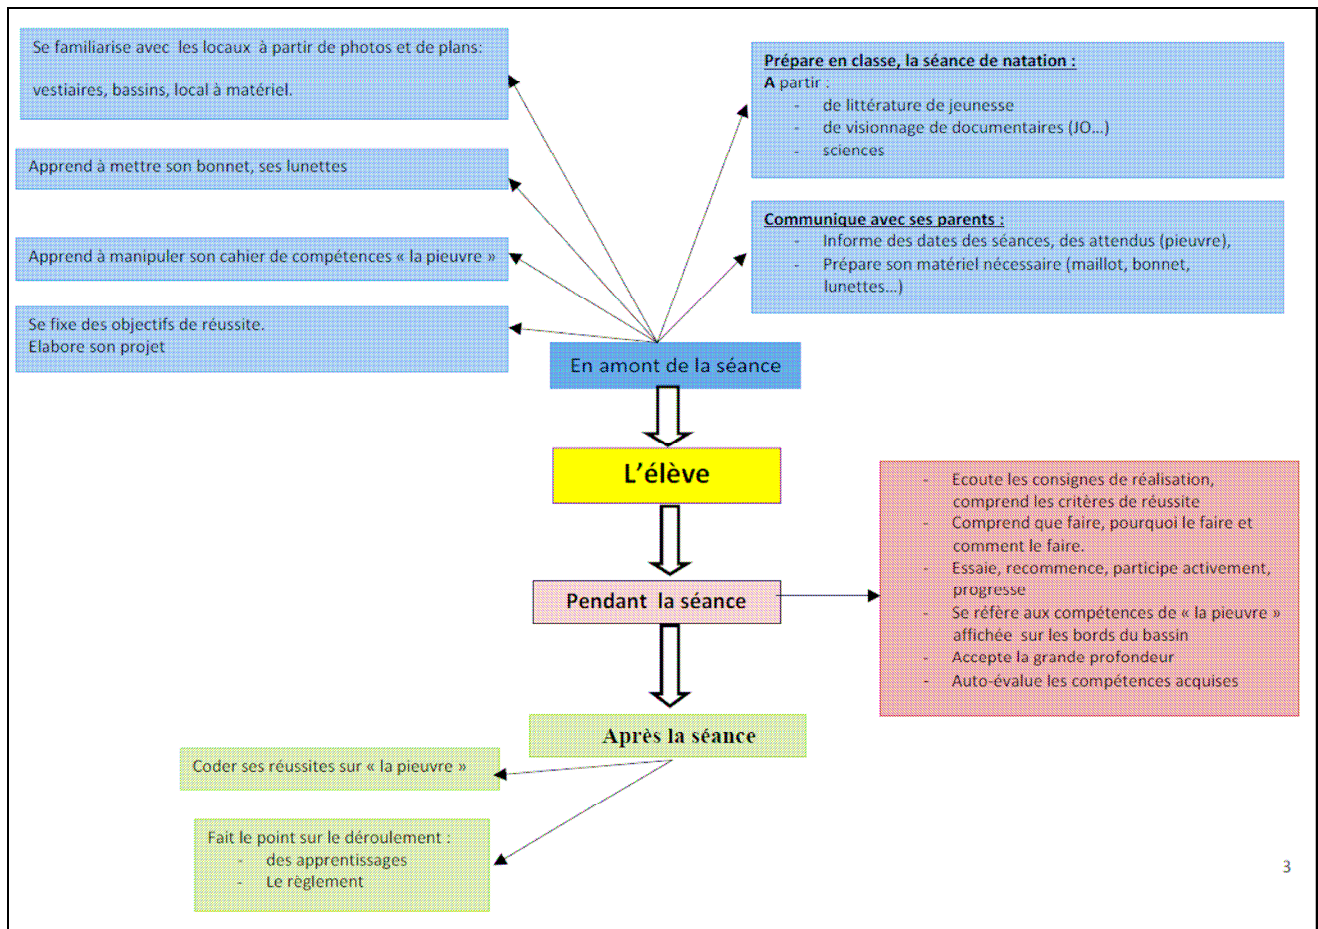 Se familiarise avec les locaux à partir de photos et de plans:
vestiaires, bassins, local à matériel.
Apprend à mettre son bonnet, ses lunettes
Apprend à manipuler son cahier de compétences « la pieuvre »
Se fixe des objectifs de réussite.
Elabore son projet
Prépare en classe, la séance de natation :
A partir :
- de littérature de jeunesse
- de visionnage de documentaires (JO...)
- sciences
Communique avec ses parents :
- Informe des dates des séances, des attendus (pieuvre),
- Prépare son matériel nécessaire (maillot, bonnet,
lunettes...)
En amont de la séance
L'élève
Pendant la séance
- Ecoute les consignes de réalisation,
comprend les critères de réussite
- Comprend que faire, pourquoi le faire et
comment le faire.
- Essaie, recommence, participe activement,
progresse
- Se réfère aux compétences de « la pieuvre »
affichée sur les bords du bassin
- Accepte la grande profondeur
- Auto-évalue les compétences acquises
Après la séance
Coder ses réussites sur « la pieuvre »
Fait le point sur le déroulement :
- des apprentissages
- Le règlement
3